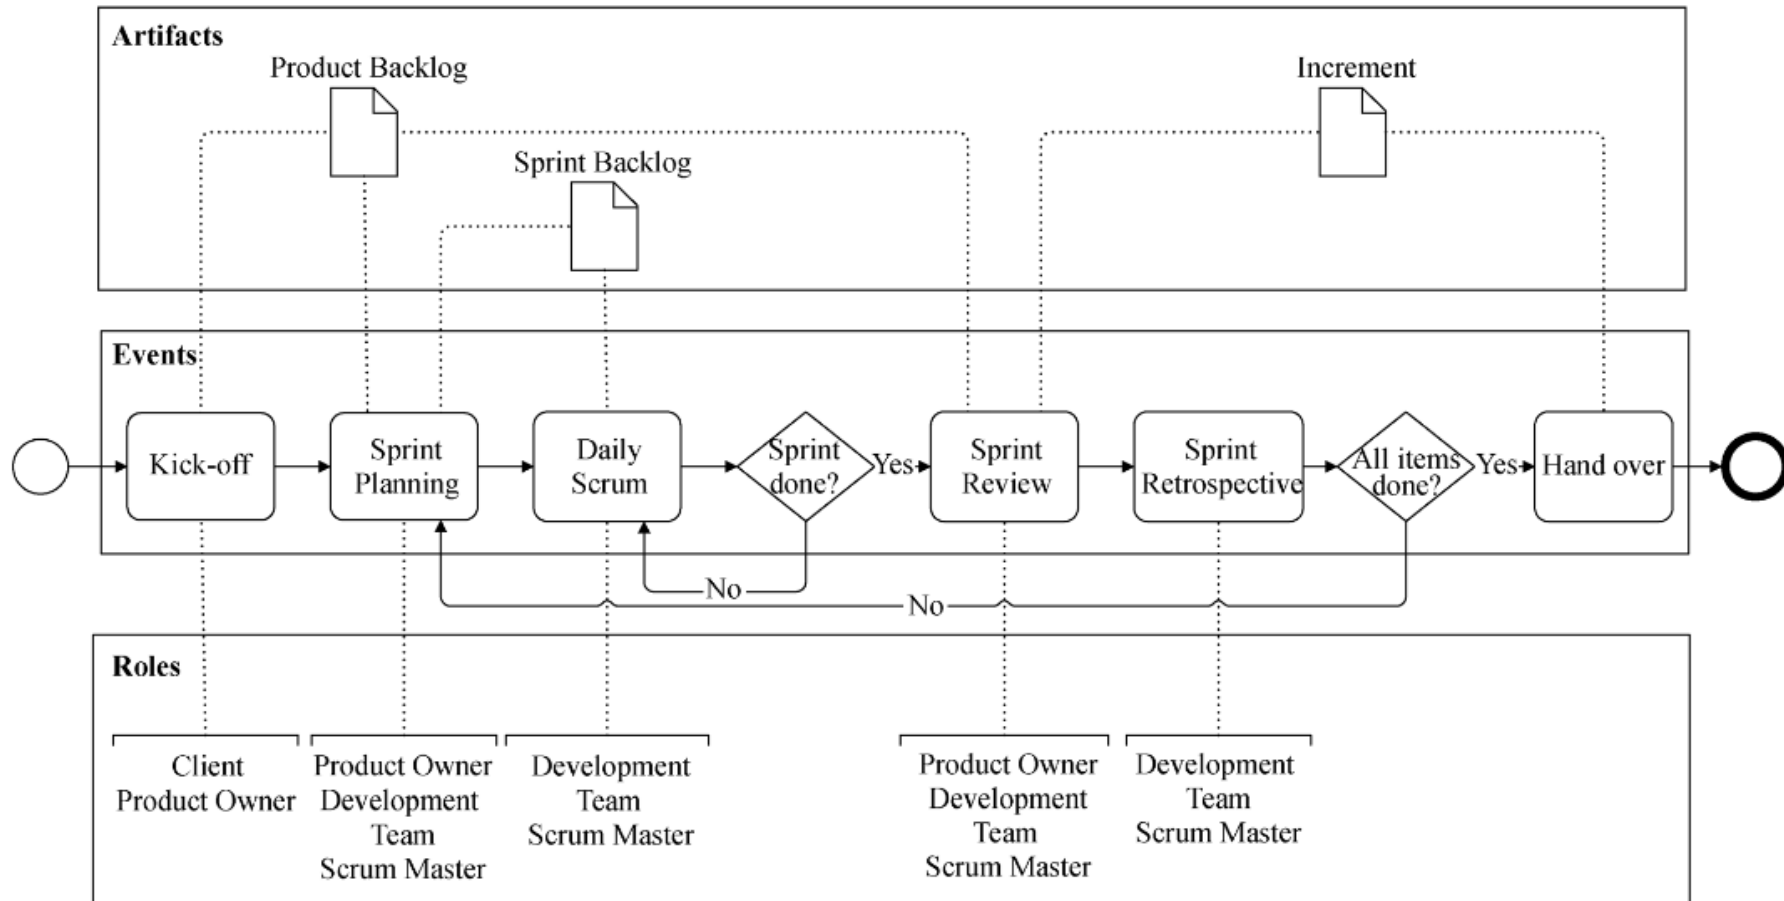 Artifacts
Product Backlog
Increment
Sprint Backlog
Events
Kick-off
Sprint
Planning
Daily
Scrum
Sprint
done?
Yes
Sprint
Review
Sprint
Retrospective
All items
done?
Yes
Hand over
No
No
Roles
Client
Product Owner
Product Owner
Development
Team
Scrum Master
Development
Team
Scrum Master
Product Owner
Development
Team
Scrum Master
Development
Team
Scrum Master